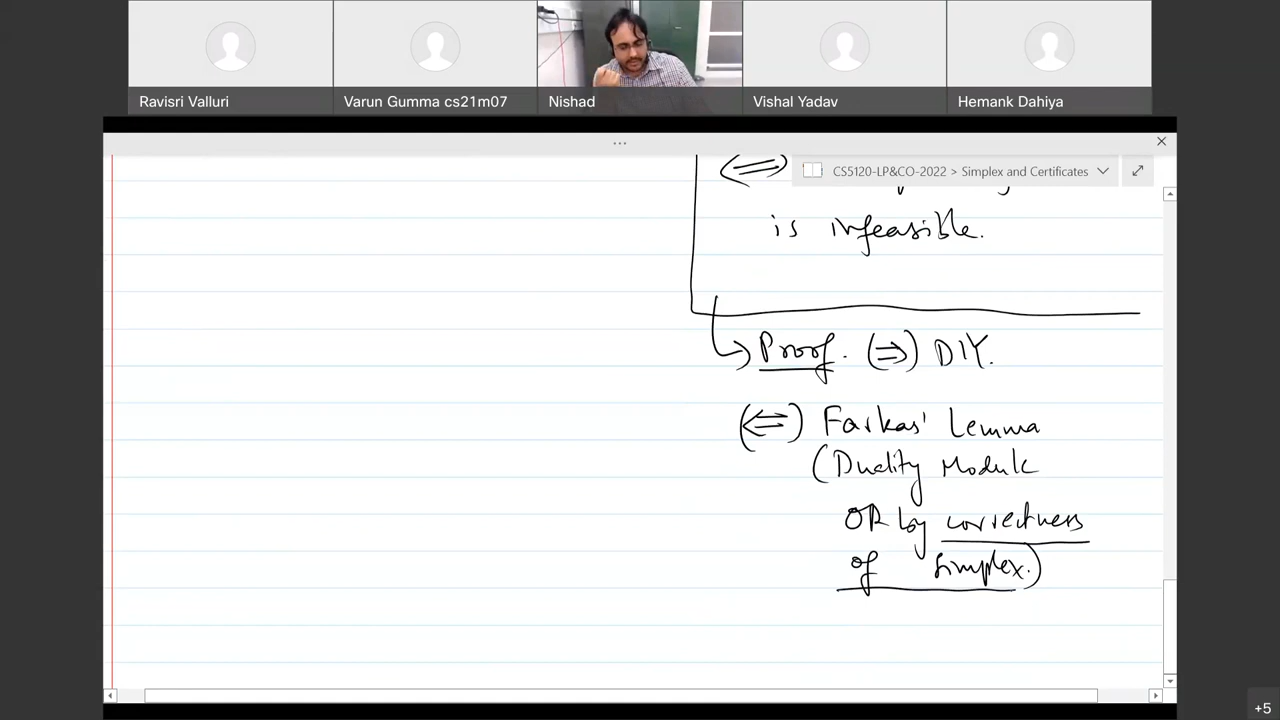 Ravisri Valluri
Varun Gumma cs21m07
Nishad
Vishal Yadav
Hemank Dahiya
CS5120-LP&CO-2022 > Simplex and Certificates
(⇐⇒)
is infeasible.
Proof. (⇒) DIY.
(⇐) Farkas' Lemma
(Duality Module
OR by correctness
of simplex.)
+5